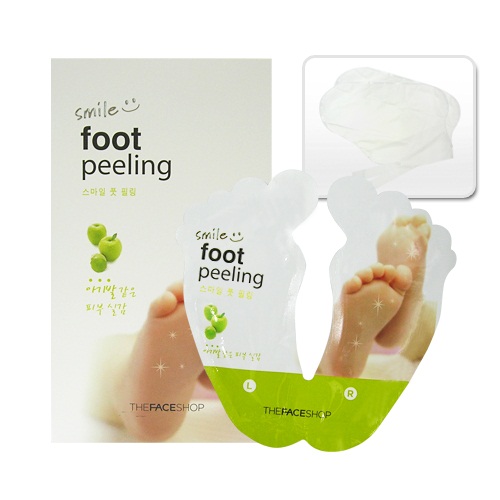 smile
foot
peeling
스마일 풋 필링
아기발 같은
피부 실감
THEFACESHOP
smile
foot
peeling
스마일 풋 필링
아기발 같은 피부 실감
L
R
THEFACESHOP